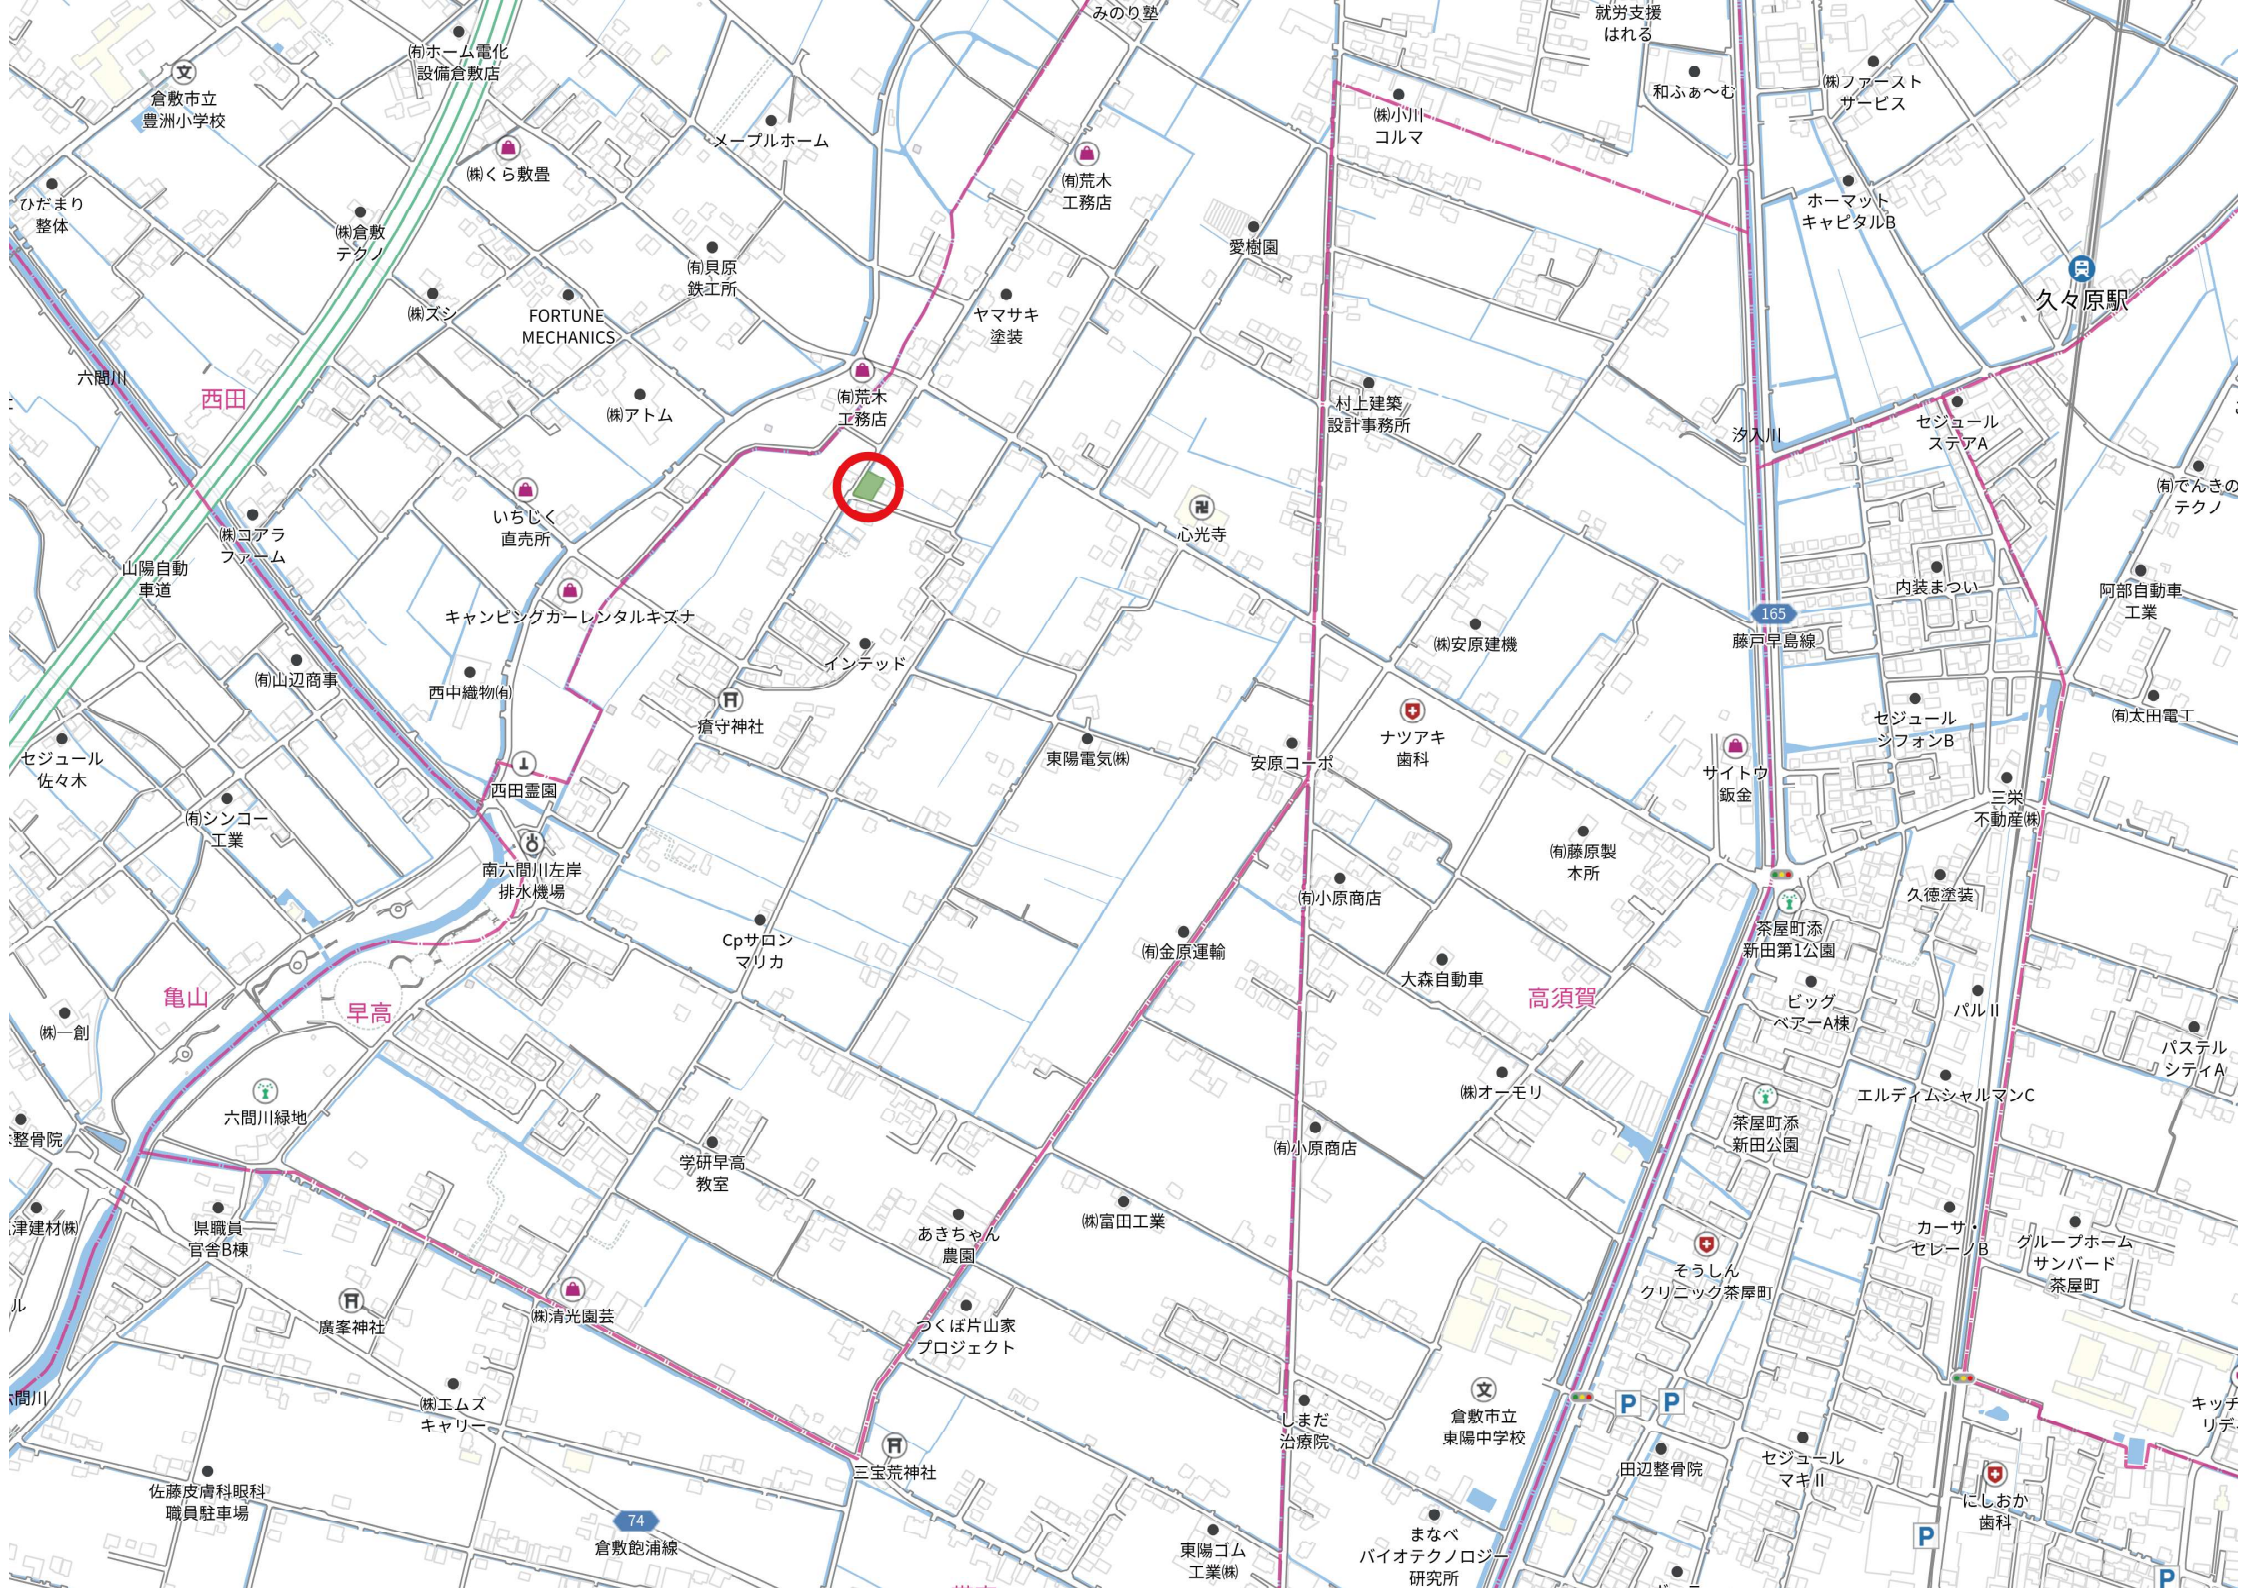 みのり塾
就労支援
はれる
㈲ホーム電化
設備倉敷店
倉敷市立
豊洲小学校
メープルホーム
㈱くら敷畳
㈱小川
コルマ
和ふぁ～む
㈱ファースト
サービス
ひだまり
整体
㈱倉敷
テクノ
㈲荒木
工務店
愛樹園
ホーマット
キャピタルB
㈲貝原
鉄工所
久々原駅
㈱ズシ
FORTUNE
MECHANICS
ヤマサキ
塗装
六間川
西田
㈱アトム
㈲荒木
工務店
村上建築
設計事務所
汐入川
セジュール
ステアA
いちじく
直売所
心光寺
㈲でんきの
テクノ
㈱コアラ
ファーム
山陽自動
車道
キャンピングカーレンタルキズナ
内装まつい
阿部自動車
工業
165
藤戸早島線
㈱安原建機
インテッド
㈲山辺商事
西中織物㈲
瘡守神社
セジュール
シフォンB
㈲太田電工
セジュール
佐々木
東陽電気㈱
安原コーポ
ナツアキ
歯科
サイトウ
鈑金
西田霊園
三栄
不動産㈱
㈲シンコー
工業
南六間川左岸
排水機場
㈲藤原製
木所
㈲小原商店
久徳塗装
茶屋町添
新田第1公園
Cpサロン
マリカ
㈲金原運輸
大森自動車
亀山
早高
高須賀
ビッグ
ベアーA棟
パルⅡ
㈱一創
パステル
シティA
六間川緑地
㈱オーモリ
エルディムシャルマンC
茶屋町添
新田公園
整骨院
学研早高
教室
㈲小原商店
津建材㈱
県職員
官舎B棟
あきちゃん
農園
㈱富田工業
カーサ・
セレーノB
グループホーム
サンバード
茶屋町
そうしん
クリニック茶屋町
ル
廣峯神社
㈱清光園芸
つくぼ片山家
プロジェクト
間川
㈱エムズ
キャリー
しまだ
治療院
倉敷市立
東陽中学校
P
P
キッチ
リデ
三宝荒神社
田辺整骨院
セジュール
マキⅡ
佐藤皮膚科眼科
職員駐車場
74
倉敷飽浦線
東陽ゴム
工業㈱
まなべ
バイオテクノロジー
研究所
にしおか
歯科
P
P